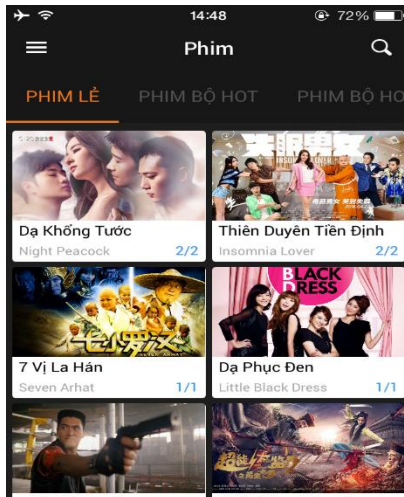 14:48
72%
Phim
PHIM LẺ
PHIM BỘ HOT
PHIM BỘ HO
INSOMNIA LOVER
Dạ Khổng Tước
Night Peacock
2/2
Thiên Duyên Tiền Định
Insomnia Lover
2/2
BLACK
DRESS
7 Vị La Hán
Seven Arhat
1/1
Dạ Phục Đen
Little Black Dress
1/1